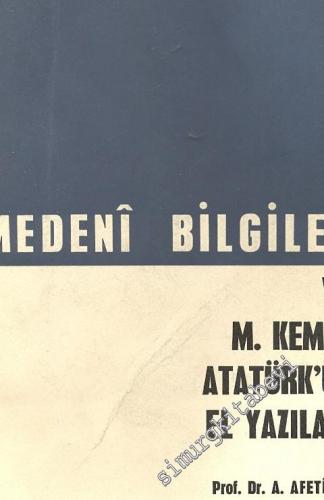 MEDENÎ BİLGİLE
V
M. KEM
ATATÜRK'Ü
EL YAZILA
Prof. Dr. A. AFETİ
simurgkitabevi